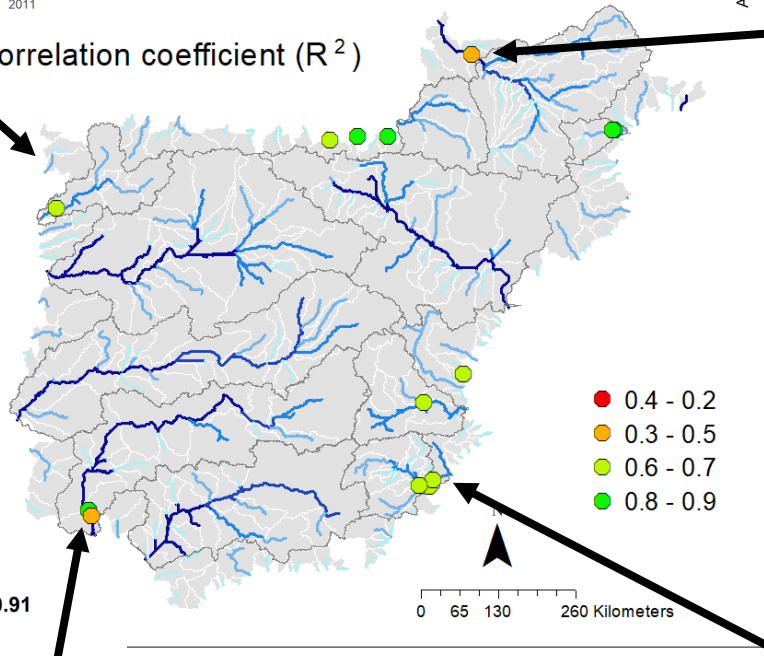 2011
A
orrelation coefficient (R²)
0.4 - 0.2
0.3 - 0.5
0.6 - 0.7
0.8 - 0.9
N
0 65 130 260 Kilometers
0.91